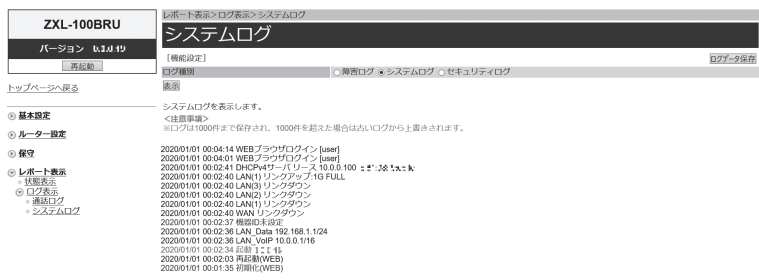 ZXL-100BRU
バージョン
再起動
トップページへ戻る
基本設定
ルーター設定
保守
レポート表示
状態表示
ログ表示
通話ログ
システムログ
レポート表示>ログ表示>システムログ
システムログ
[機能設定]
ログデータ保存
ログ種別 障害ログ システムログ セキュリティログ
表示
システムログを表示します。
<注意事項>
※ログは1000件まで保存され、1000件を超えた場合は古いログから上書きされます。
2020/01/01 00:04:14 WEBブラウザログイン [user]
2020/01/01 00:04:01 WEBブラウザログイン [user]
2020/01/01 00:02:41 DHCPv4サーバ リース 10.0.0.100
2020/01/01 00:02:40 LAN(1) リンクアップ:1G FULL
2020/01/01 00:02:40 LAN(3) リンクダウン
2020/01/01 00:02:40 LAN(2) リンクダウン
2020/01/01 00:02:40 LAN(1) リンクダウン
2020/01/01 00:02:40 WAN リンクダウン
2020/01/01 00:02:37 機器ID未設定
2020/01/01 00:02:36 LAN_Data 192.168.1.1/24
2020/01/01 00:02:36 LAN_VoIP 10.0.0.1/16
2020/01/01 00:02:34 起動
2020/01/01 00:02:03 再起動(WEB)
2020/01/01 00:01:35 初期化(WEB)